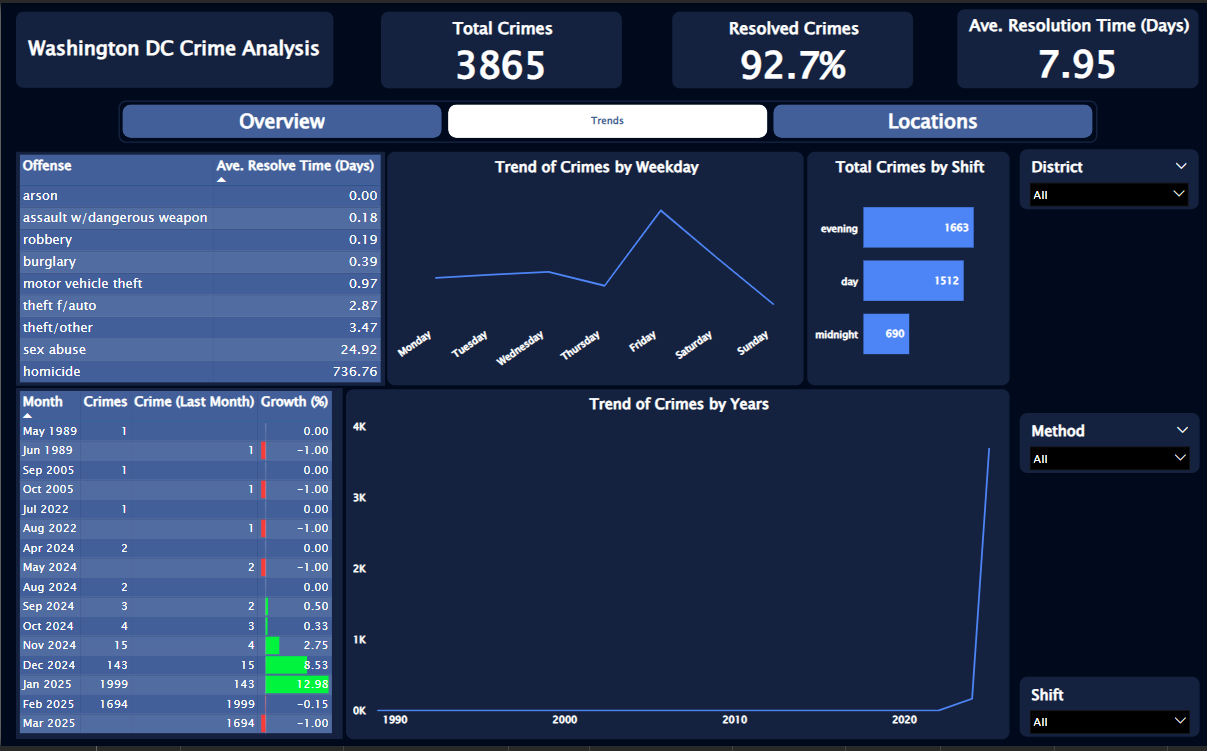 Washington DC Crime Analysis
Total Crimes
3865
Resolved Crimes
92.7%
Ave. Resolution Time (Days)
7.95
Overview
Trends
Locations
Offense Ave. Resolve Time (Days)
arson 0.00
assault w/dangerous weapon 0.18
robbery 0.19
burglary 0.39
motor vehicle theft 0.97
theft f/auto 2.87
theft/other 3.47
sex abuse 24.92
homicide 736.76
Trend of Crimes by Weekday
Monday Tuesday Wednesday Thursday Friday Saturday Sunday
Total Crimes by Shift
evening 1663
day 1512
midnight 690
District
All
Month Crimes Crime (Last Month) Growth (%)
May 1989 1 0.00
Jun 1989 1 -1.00
Sep 2005 1 0.00
Oct 2005 1 -1.00
Jul 2022 1 0.00
Aug 2022 1 -1.00
Apr 2024 2 0.00
May 2024 2 -1.00
Aug 2024 2 0.00
Sep 2024 3 2 0.50
Oct 2024 4 3 0.33
Nov 2024 15 4 2.75
Dec 2024 143 15 8.53
Jan 2025 1999 143 12.98
Feb 2025 1694 1999 -0.15
Mar 2025 1694 -1.00
Trend of Crimes by Years
4K
3K
2K
1K
0K
1990 2000 2010 2020
Method
All
Shift
All